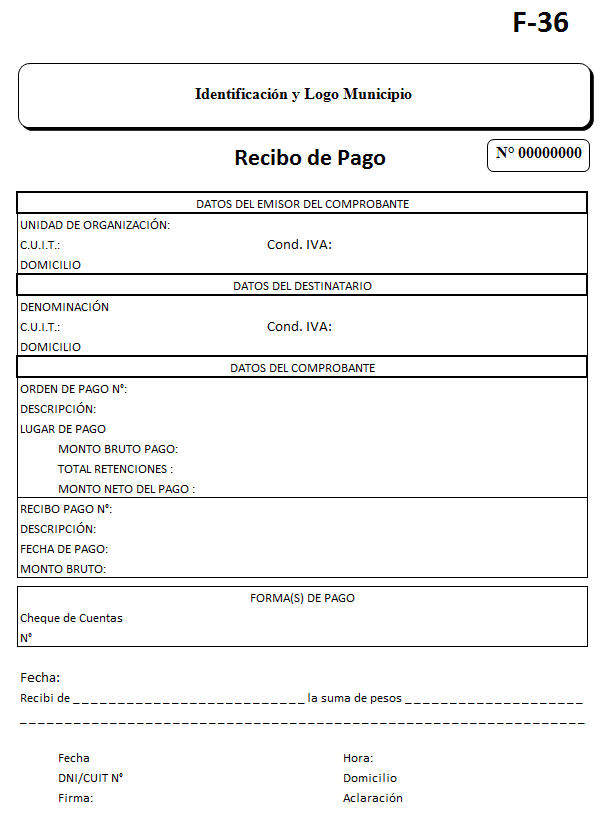 F-36
Identificación y Logo Municipio
Recibo de Pago
N° 00000000
DATOS DEL EMISOR DEL COMPROBANTE
UNIDAD DE ORGANIZACIÓN:
C.U.I.T.: Cond. IVA:
DOMICILIO
DATOS DEL DESTINATARIO
DENOMINACIÓN
C.U.I.T.: Cond. IVA:
DOMICILIO
DATOS DEL COMPROBANTE
ORDEN DE PAGO N°:
DESCRIPCIÓN:
LUGAR DE PAGO
MONTO BRUTO PAGO:
TOTAL RETENCIONES :
MONTO NETO DEL PAGO :
RECIBO PAGO N°:
DESCRIPCIÓN:
FECHA DE PAGO:
MONTO BRUTO:
FORMA(S) DE PAGO
Cheque de Cuentas
N°
Fecha:
Recibi de _ _ _ _ _ _ _ _ _ _ _ _ _ _ _ _ _ _ _ _ _ _ _ _ _ _ la suma de pesos _ _ _ _ _ _ _ _ _ _ _ _ _ _ _ _ _ _ _ _
_ _ _ _ _ _ _ _ _ _ _ _ _ _ _ _ _ _ _ _ _ _ _ _ _ _ _ _ _ _ _ _ _ _ _ _ _ _ _ _ _ _ _ _ _ _ _ _ _ _ _ _ _ _ _ _ _ _ _ _ _ _ _
Fecha Hora:
DNI/CUIT N° Domicilio
Firma: Aclaración